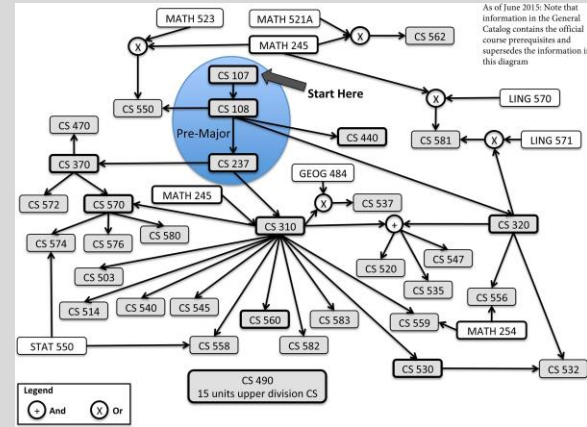 As of June 2015: Note that
information in the General
Catalog contains the official
course prerequisites and
supersedes the information in
this diagram
MATH 523
MATH 521A
X
MATH 245
X
CS 562
CS 107
Start Here
X
LING 570
CS 550
CS 108
CS 470
Pre-Major
CS 440
CS 581
X
LING 571
CS 370
CS 237
GEOG 484
MATH 245
CS 572
CS 570
X
CS 537
CS 310
+
CS 320
CS 574
CS 576
CS 580
CS 520
CS 547
CS 503
CS 535
CS 514
CS 540
CS 545
CS 560
CS 583
CS 559
CS 556
MATH 254
STAT 550
CS 558
CS 582
CS 530
CS 532
CS 490
15 units upper division CS
Legend
+ And
X Or